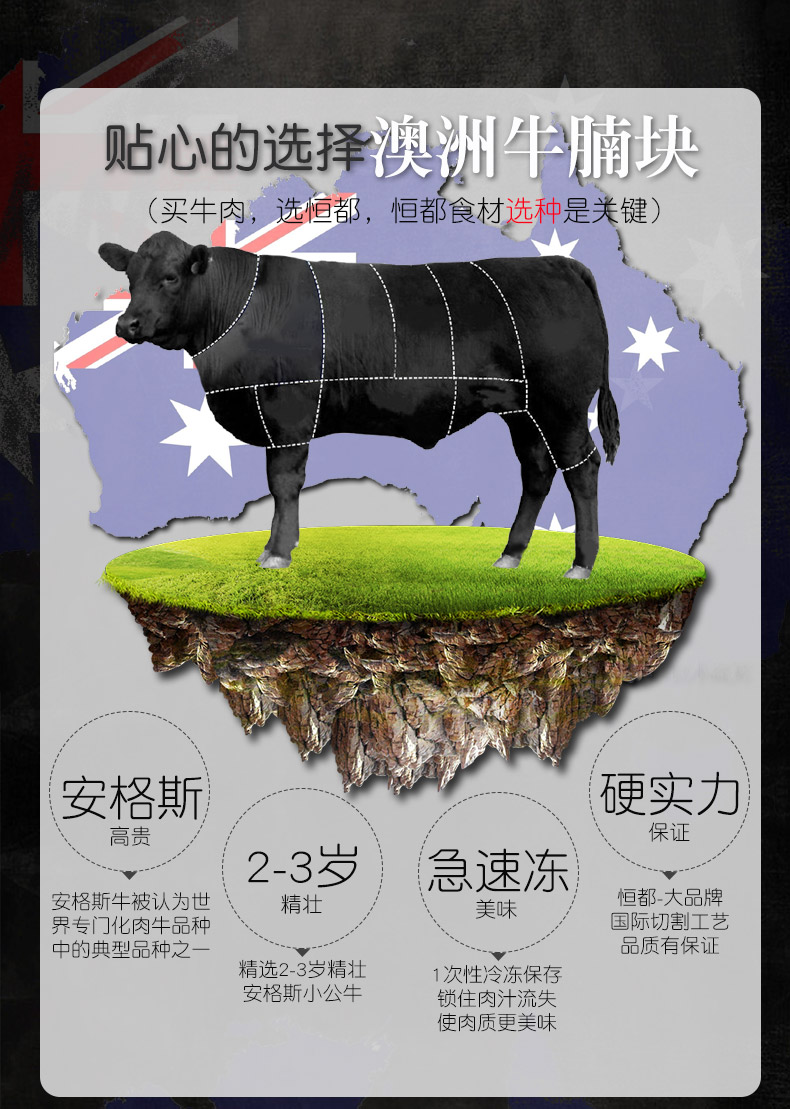 贴心的选择澳洲牛腩块
（买牛肉，选恒都，恒都食材选种是关键）
安格斯
高贵
安格斯牛被认为世
界专门化肉牛品种
中的典型品种之一
2-3岁
精壮
精选2-3岁精壮
安格斯小公牛
急速冻
美味
1次性冷冻保存
锁住肉汁流失
使肉质更美味
硬实力
保证
恒都-大品牌
国际切割工艺
品质有保证